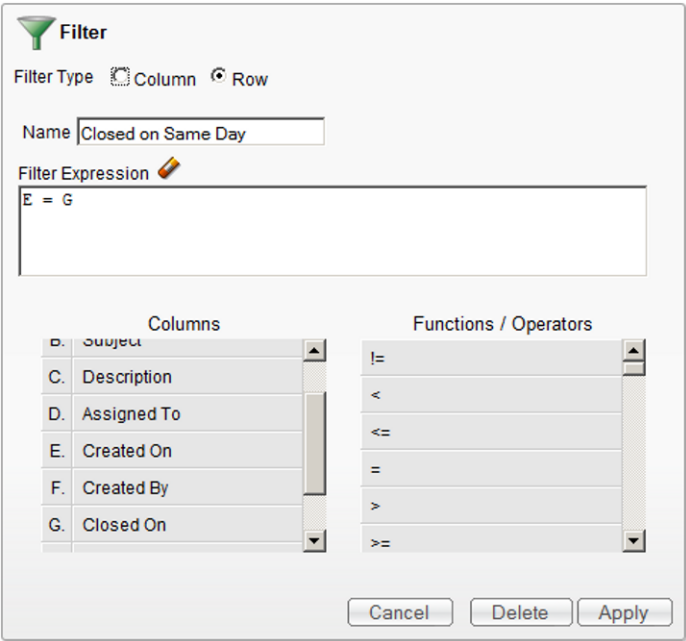 Filter
Filter Type Column Row
Name Closed on Same Day
Filter Expression
E = G
Columns
B. Subject
C. Description
D. Assigned To
E. Created On
F. Created By
G. Closed On
Functions / Operators
!=
<
<=
=
>
>=
Cancel Delete Apply